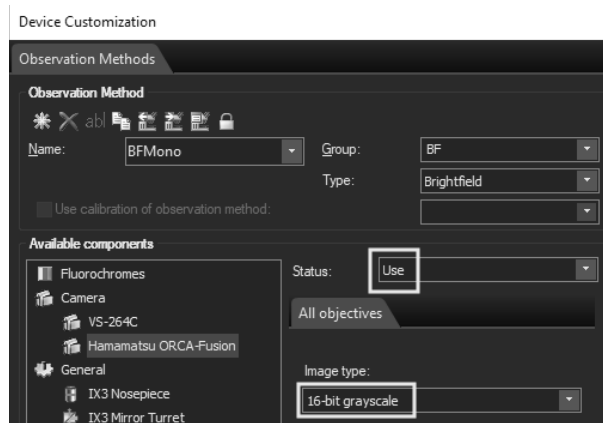 Device Customization
Observation Methods
Observation Method
abl
Name: BFMono Group: BF
Type: Brightfield
Use calibration of observation method:
Available components
Fluorochromes Status: Use
Camera
VS-264C All objectives
Hamamatsu ORCA-Fusion
General Image type:
IX3 Nosepiece 16-bit grayscale
IX3 Mirror Turret